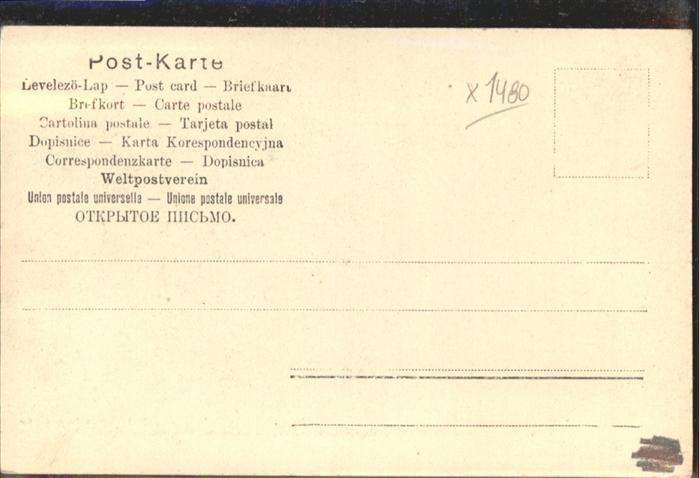 Post-Karte
Levelező-Lap — Post card — Briefkaart
Brefkort — Carte postale
Cartolina postale — Tarjeta postal
Dopisnice — Karta Korespondencyjna
Correspondenzkarte — Dopisnica
Weltpostverein
Union postale universelle — Unione postale universale
ОТКРЫТОЕ ПИСЬМО.
x 1480